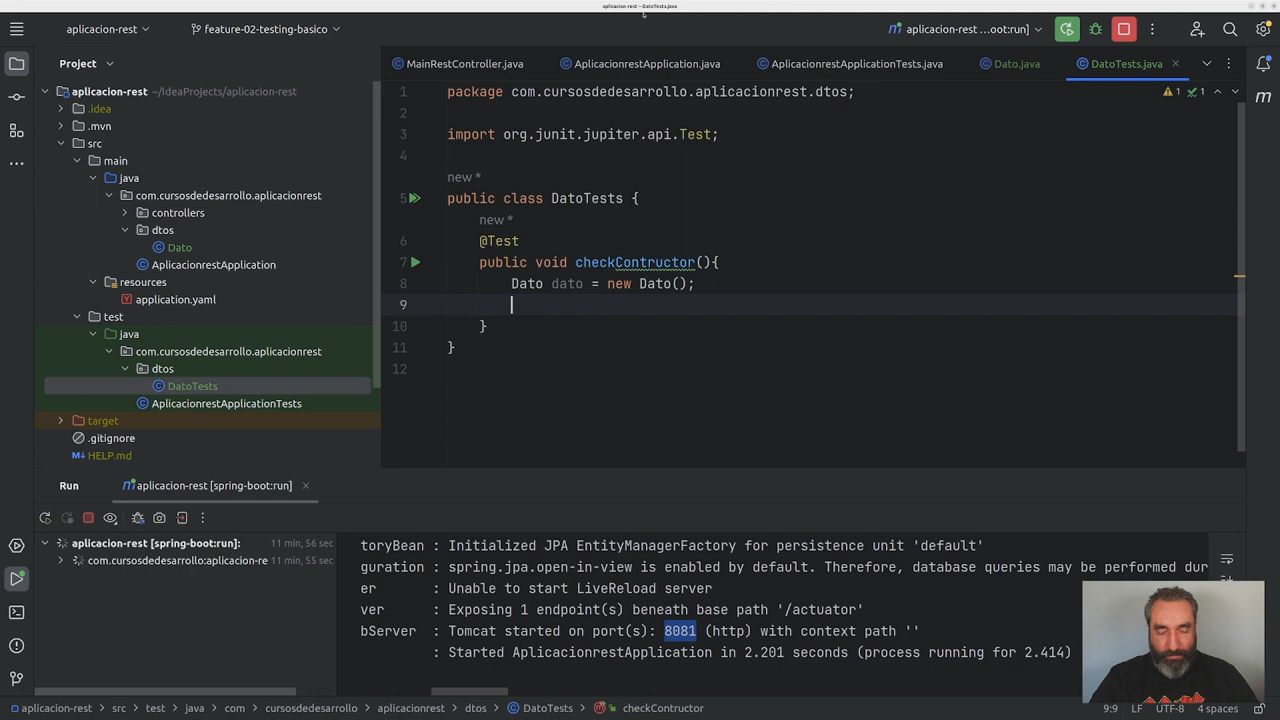 aplicacion-rest – DatoTests.java
aplicacion-rest
feature-02-testing-basico
aplicacion-rest ...oot:run]
Project
MainRestController.java
AplicacionrestApplication.java
AplicacionrestApplicationTests.java
Dato.java
DatoTests.java
aplicacion-rest ~/IdeaProjects/aplicacion-rest
.idea
.mvn
src
main
java
com.cursosdedesarrollo.aplicacionrest
controllers
dtos
Dato
AplicacionrestApplication
resources
application.yaml
test
java
com.cursosdedesarrollo.aplicacionrest
dtos
DatoTests
AplicacionrestApplicationTests
target
.gitignore
HELP.md
1 package com.cursosdedesarrollo.aplicacionrest.dtos;
2
3 import org.junit.jupiter.api.Test;
4
new *
5 public class DatoTests {
new *
6 @Test
7 public void checkContructor(){
8 Dato dato = new Dato();
9
10 }
11 }
12
1 1
Run
aplicacion-rest [spring-boot:run]
aplicacion-rest [spring-boot:run]: 11 min, 56 sec
com.cursosdedesarrollo:aplicacion-re 11 min, 55 sec
toryBean : Initialized JPA EntityManagerFactory for persistence unit 'default'
guration : spring.jpa.open-in-view is enabled by default. Therefore, database queries may be performed dur
er : Unable to start LiveReload server
ver : Exposing 1 endpoint(s) beneath base path '/actuator'
bServer : Tomcat started on port(s): 8081 (http) with context path ''
: Started AplicacionrestApplication in 2.201 seconds (process running for 2.414)
aplicacion-rest > src > test > java > com > cursosdedesarrollo > aplicacionrest > dtos > DatoTests > checkContructor
9:9 LF UTF-8 4 spaces